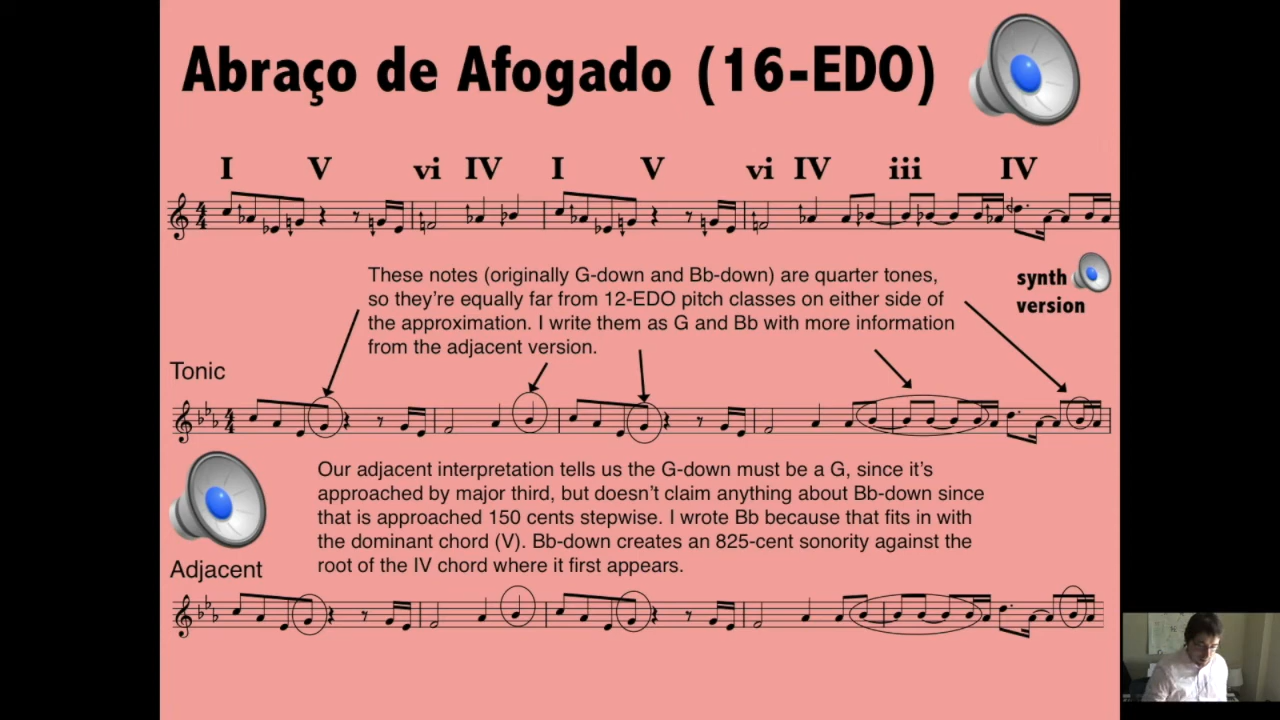 Abraço de Afogado (16-EDO)
I V vi IV I V vi IV iii IV
These notes (originally G-down and Bb-down) are quarter tones,
so they're equally far from 12-EDO pitch classes on either side of
the approximation. I write them as G and Bb with more information
from the adjacent version.
synth
version
Tonic
Our adjacent interpretation tells us the G-down must be a G, since it's
approached by major third, but doesn't claim anything about Bb-down since
that is approached 150 cents stepwise. I wrote Bb because that fits in with
the dominant chord (V). Bb-down creates an 825-cent sonority against the
root of the IV chord where it first appears.
Adjacent